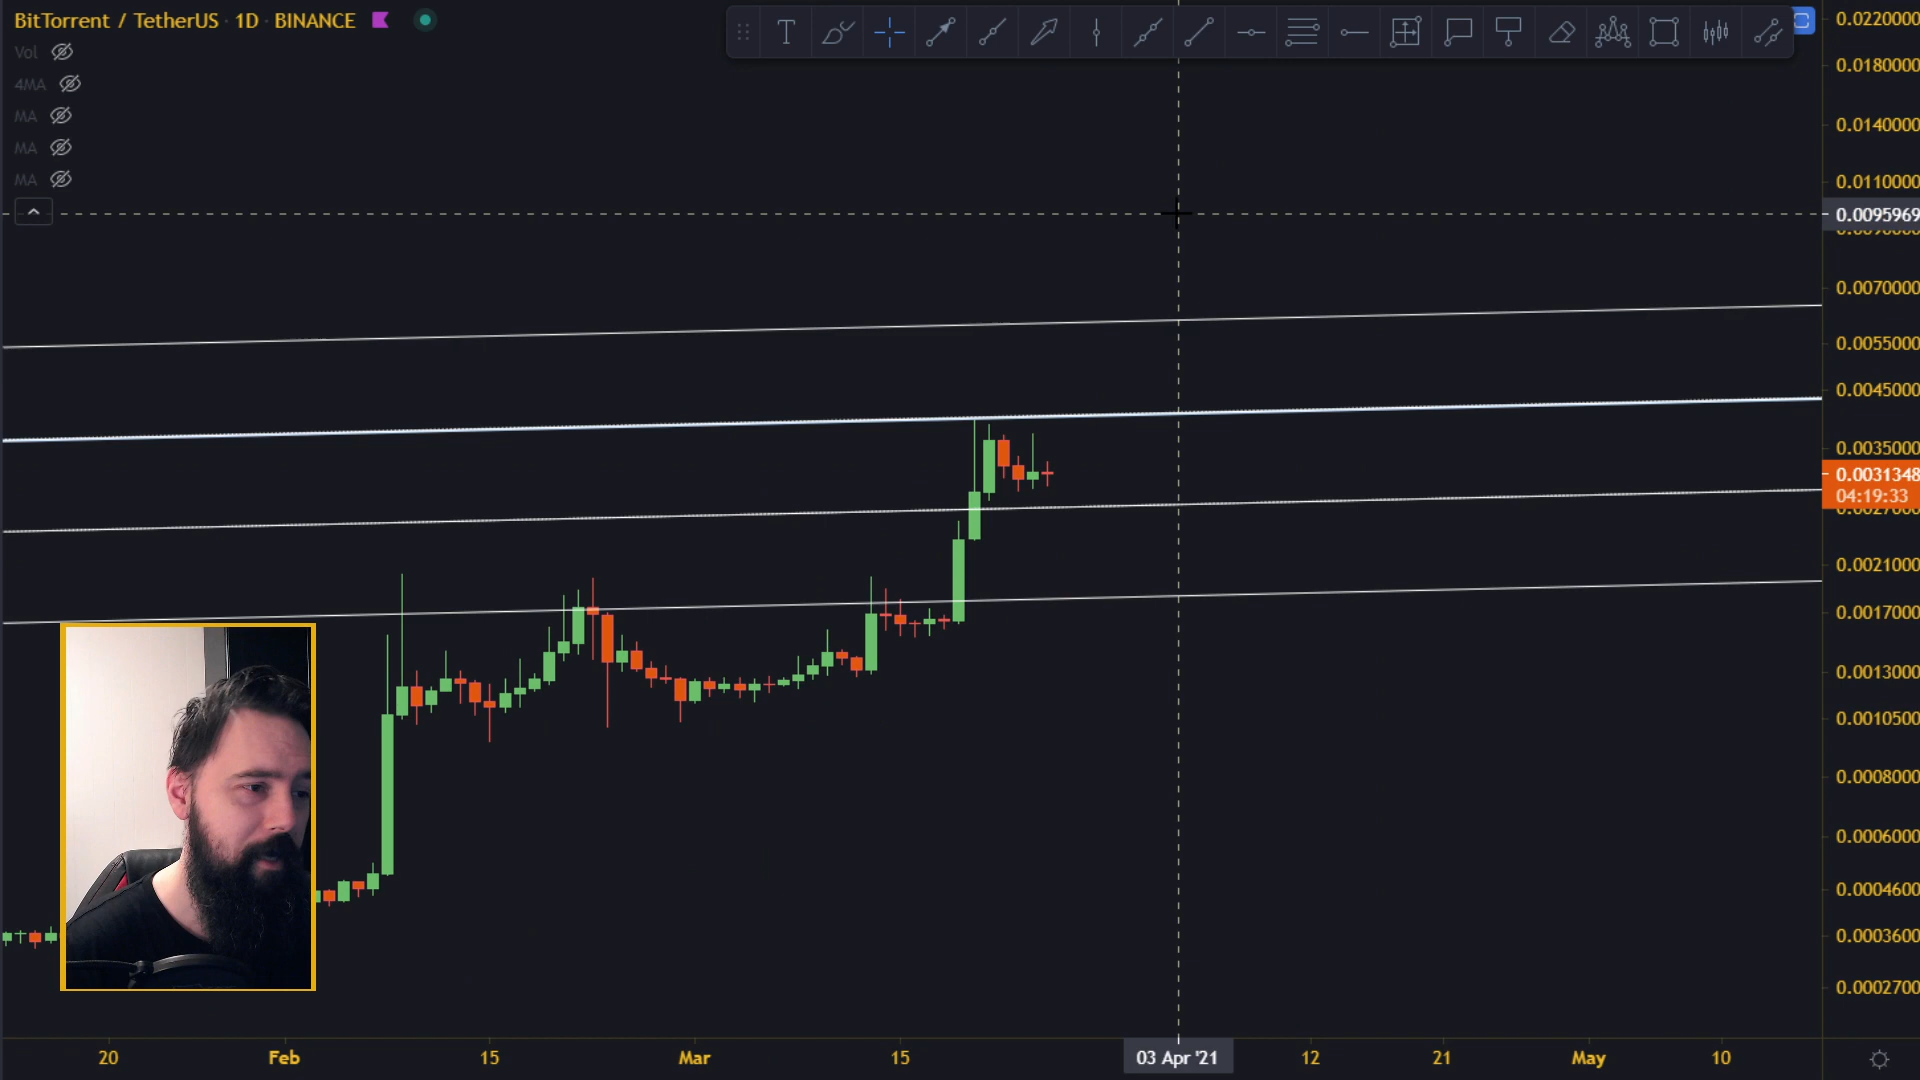 BitTorrent / TetherUS · 1D · BINANCE
Vol
4MA
MA
MA
MA
T
0.0220000
0.0180000
0.0140000
0.0110000
0.0095969
0.0070000
0.0055000
0.0045000
0.0035000
0.0031348
04:19:33
0.0021000
0.0017000
0.0013000
0.0010500
0.0008000
0.0006000
0.0004600
0.0003600
0.0002700
20
Feb
15
Mar
15
03 Apr '21
12
21
May
10